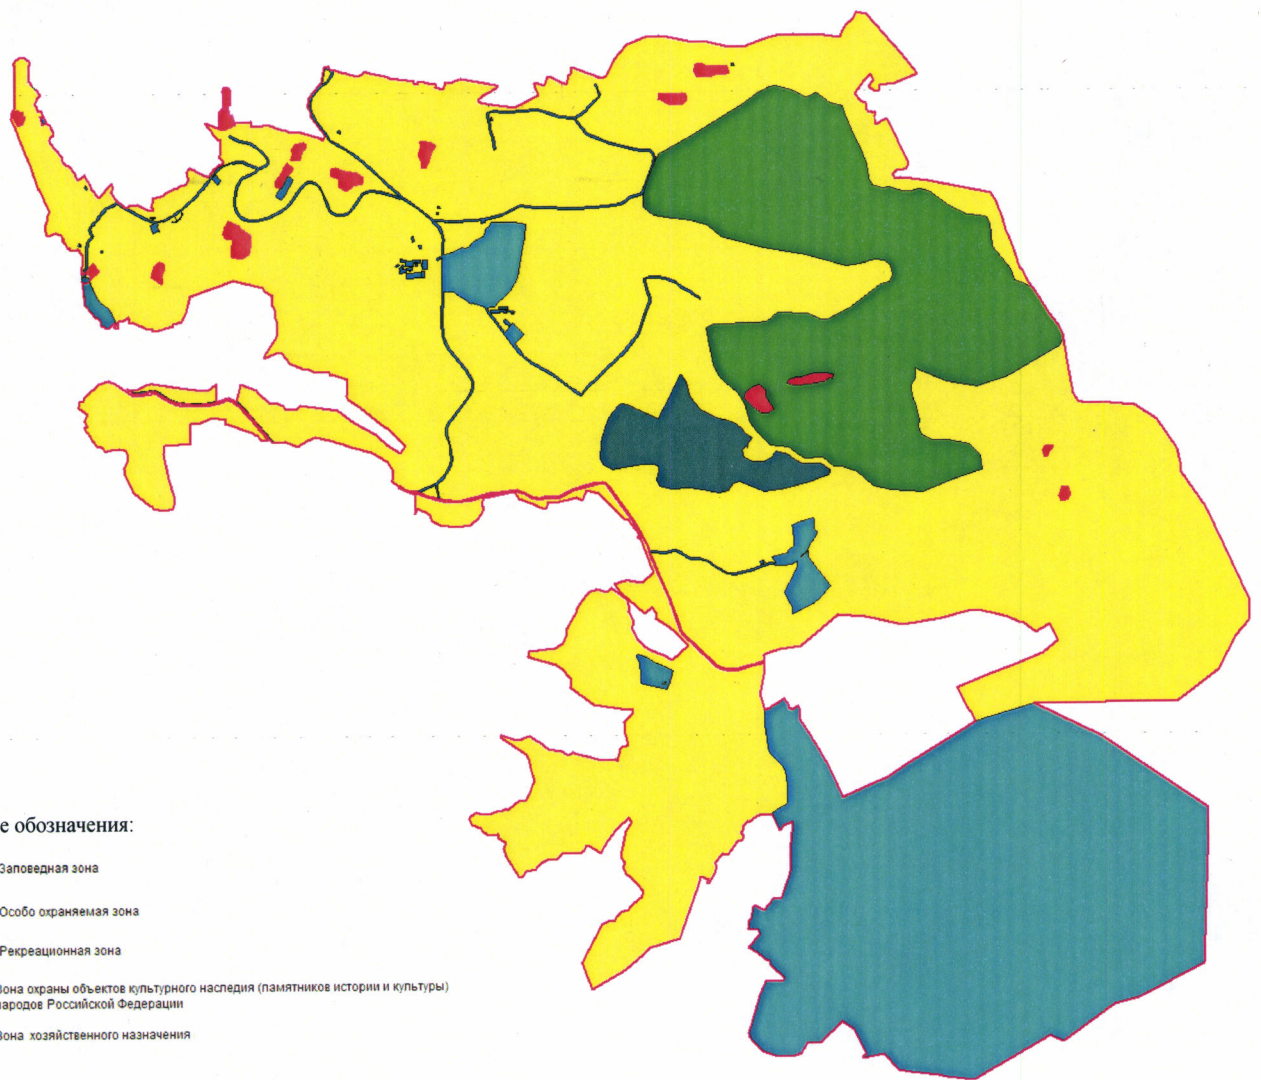 е обозначения:
Заповедная зона
Особо охраняемая зона
Рекреационная зона
Зона охраны объектов культурного наследия (памятников истории и культуры)
народов Российской Федерации
Зона хозяйственного назначения